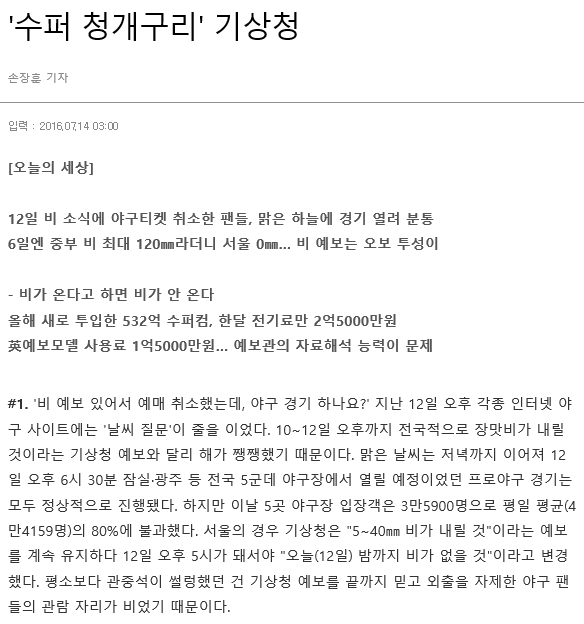 '수퍼 청개구리' 기상청
손장훈 기자
입력 : 2016.07.14 03:00
[오늘의 세상]
12일 비 소식에 야구티켓 취소한 팬들, 맑은 하늘에 경기 열려 분통
6일엔 중부 비 최대 120㎜라더니 서울 0㎜... 비 예보는 오보 투성이
- 비가 온다고 하면 비가 안 온다
올해 새로 투입한 532억 수퍼컴, 한달 전기료만 2억5000만원
英예보모델 사용료 1억5000만원... 예보관의 자료해석 능력이 문제
#1. '비 예보 있어서 예매 취소했는데, 야구 경기 하나요?' 지난 12일 오후 각종 인터넷 야
구 사이트에는 '날씨 질문'이 줄을 이었다. 10~12일 오후까지 전국적으로 장맛비가 내릴
것이라는 기상청 예보와 달리 해가 쨍쨍했기 때문이다. 맑은 날씨는 저녁까지 이어져 12
일 오후 6시 30분 잠실·광주 등 전국 5군데 야구장에서 열릴 예정이었던 프로야구 경기는
모두 정상적으로 진행됐다. 하지만 이날 5곳 야구장 입장객은 3만5900명으로 평일 평균(4
만4159명)의 80%에 불과했다. 서울의 경우 기상청은 "5~40㎜ 비가 내릴 것"이라는 예보
를 계속 유지하다 12일 오후 5시가 돼서야 "오늘(12일) 밤까지 비가 없을 것"이라고 변경
했다. 평소보다 관중석이 썰렁했던 건 기상청 예보를 끝까지 믿고 외출을 자제한 야구 팬
들의 관람 자리가 비었기 때문이다.